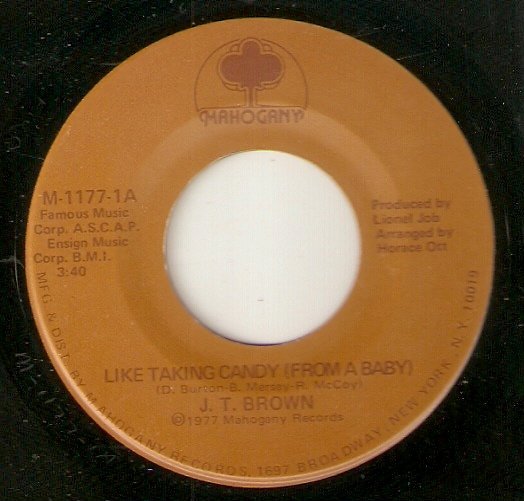 MAHOGANY
M-1177-1A
Famous Music
Corp. A.S.C.A.P.
Ensign Music
Corp. B.M.I.
3:40
Produced by
Lionel Job
Arranged by
Horace Ott
LIKE TAKING CANDY (FROM A BABY)
(D. Burton-B. Mersey-R. McCoy)
J. T. BROWN
©1977 Mahogany Records
MFG & DIST. BY MAHOGANY RECORDS, 1697 BROADWAY, NEW YORK, N.Y. 10019